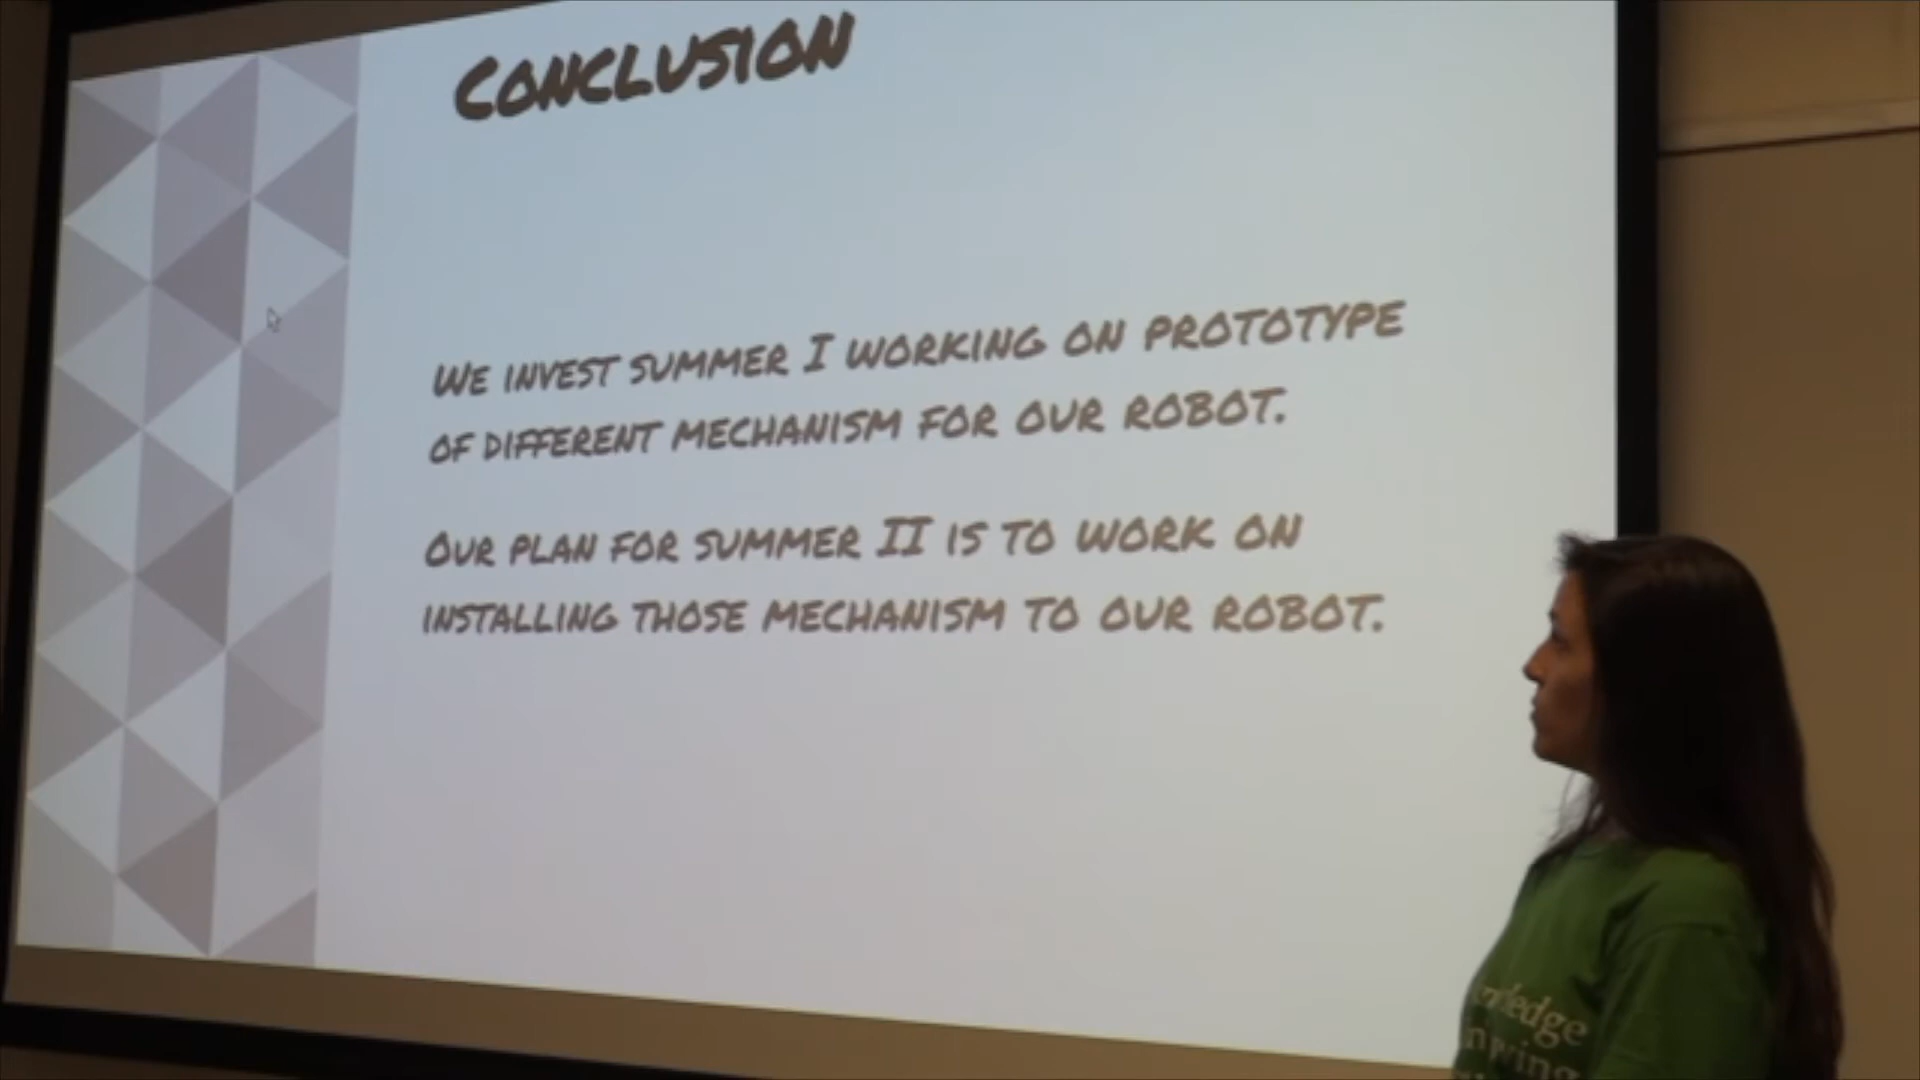 CONCLUSION
WE INVEST SUMMER I WORKING ON PROTOTYPE
OF DIFFERENT MECHANISM FOR OUR ROBOT.
OUR PLAN FOR SUMMER II IS TO WORK ON
INSTALLING THOSE MECHANISM TO OUR ROBOT.